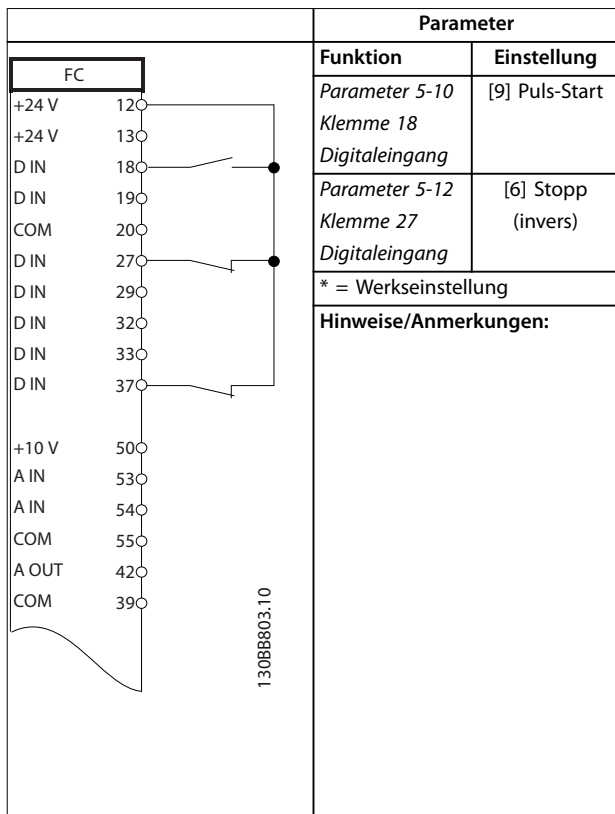 Parameter
Funktion Einstellung
Parameter 5-10 [9] Puls-Start
Klemme 18
Digitaleingang
Parameter 5-12 [6] Stopp
Klemme 27 (invers)
Digitaleingang
* = Werkseinstellung
Hinweise/Anmerkungen:
FC
+24 V 12
+24 V 13
D IN 18
D IN 19
COM 20
D IN 27
D IN 29
D IN 32
D IN 33
D IN 37
+10 V 50
A IN 53
A IN 54
COM 55
A OUT 42
COM 39
130BB803.10